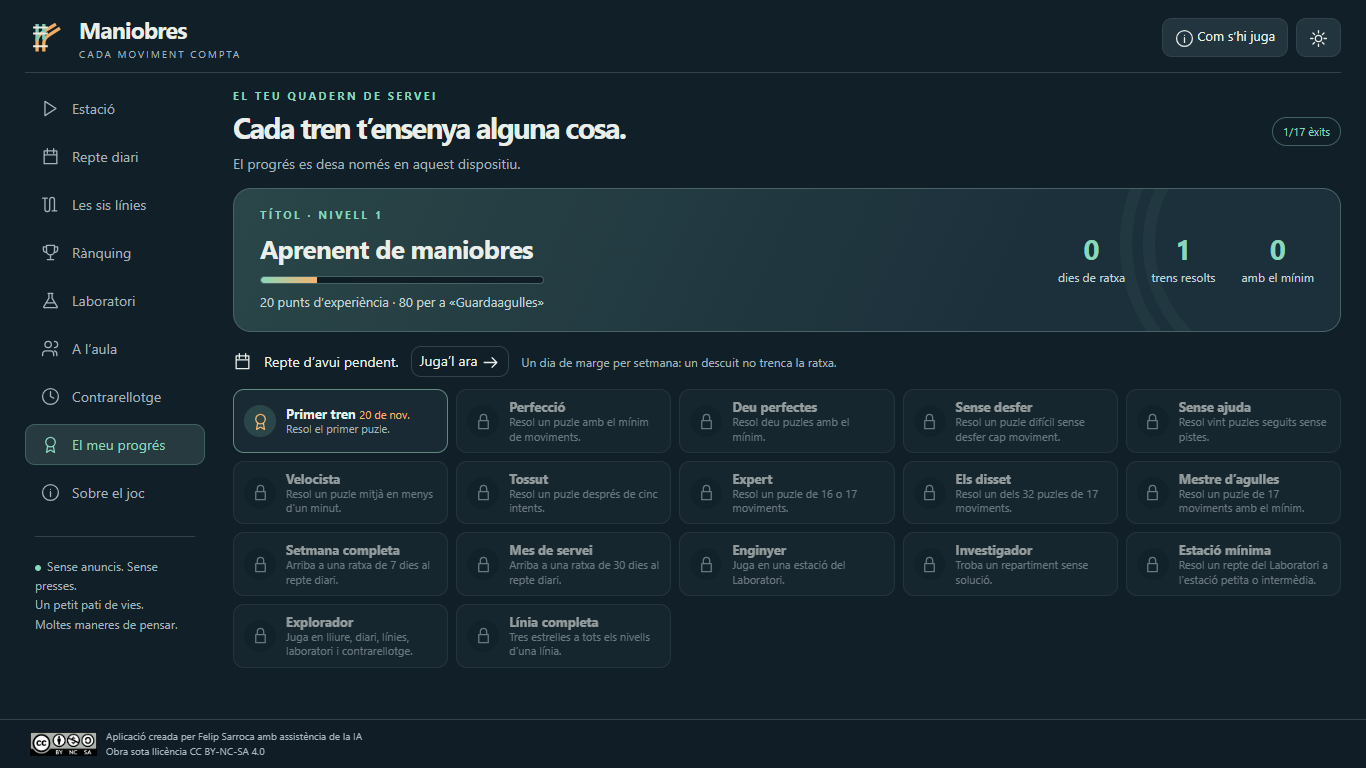 Maniobres
CADA MOVIMENT COMPTA
Com s’hi juga
Estació
Repte diari
Les sis línies
Rànquing
Laboratori
A l’aula
Contrarellotge
El meu progrés
Sobre el joc
Sense anuncis. Sense
presses.
Un petit pati de vies.
Moltes maneres de pensar.
EL TEU QUADERN DE SERVEI
Cada tren t’ensenya alguna cosa.
El progrés es desa només en aquest dispositiu.
1/17 èxits
TÍTOL · NIVELL 1
Aprenent de maniobres
20 punts d’experiència · 80 per a «Guardaagulles»
0
dies de ratxa
1
trens resolts
0
amb el mínim
Repte d’avui pendent.
Juga’l ara →
Un dia de marge per setmana: un descuit no trenca la ratxa.
Primer tren 20 de nov.
Resol el primer puzle.
Perfecció
Resol un puzle amb el mínim
de moviments.
Deu perfectes
Resol deu puzles amb el
mínim.
Sense desfer
Resol un puzle difícil sense
desfer cap moviment.
Sense ajuda
Resol vint puzles seguits sense
pistes.
Velocista
Resol un puzle mitjà en menys
d’un minut.
Tossut
Resol un puzle després de cinc
intents.
Expert
Resol un puzle de 16 o 17
moviments.
Els disset
Resol un dels 32 puzles de 17
moviments.
Mestre d’agulles
Resol un puzle de 17
moviments amb el mínim.
Setmana completa
Arriba a una ratxa de 7 dies al
repte diari.
Mes de servei
Arriba a una ratxa de 30 dies al
repte diari.
Enginyer
Juga en una estació del
Laboratori.
Investigador
Troba un repartiment sense
solució.
Estació mínima
Resol un repte del Laboratori a
l’estació petita o intermèdia.
Explorador
Juga en lliure, diari, línies,
laboratori i contrarellotge.
Línia completa
Tres estrelles a tots els nivells
d’una línia.
CC BY NC SA
Aplicació creada per Felip Sarroca amb assistència de la IA
Obra sota llicència CC BY-NC-SA 4.0